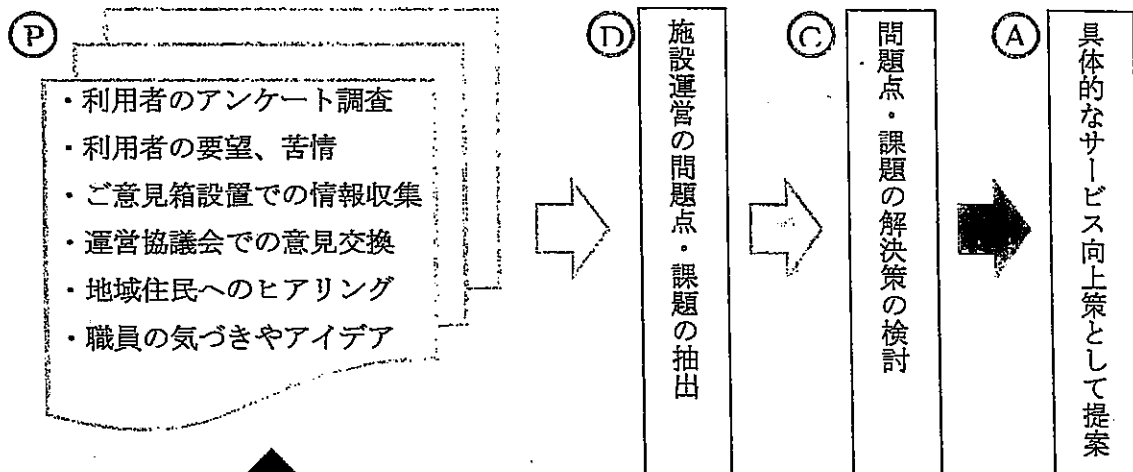 Ⓟ
・利用者のアンケート調査
・利用者の要望、苦情
・ご意見箱設置での情報収集
・運営協議会での意見交換
・地域住民へのヒアリング
・職員の気づきやアイデア
Ⓓ
施設運営の問題点・課題の抽出
Ⓒ
問題点・課題の解決策の検討
Ⓐ
具体的なサービス向上策として提案